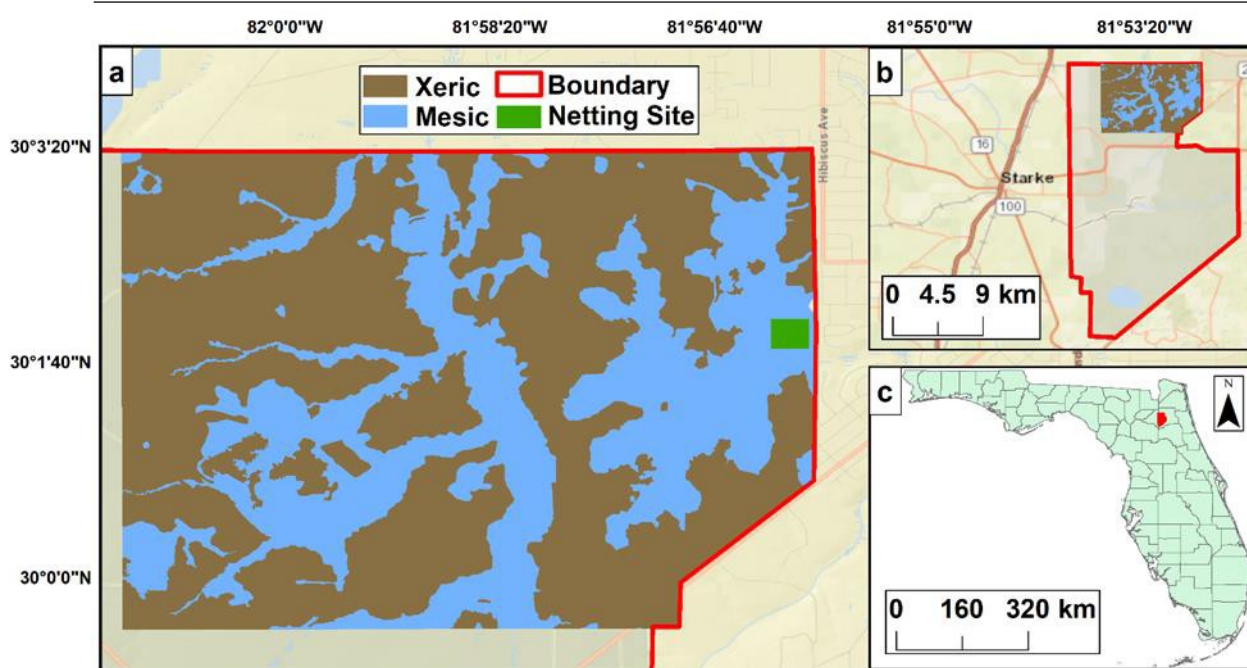 82°0'0"W 81°58'20"W 81°56'40"W 81°55'0"W 81°53'20"W
a
Xeric Boundary
Mesic Netting Site
Hibiscus Ave
30°3'20"N
30°1'40"N
30°0'0"N
b
16
Starke
100
0 4.5 9 km
c
N
0 160 320 km